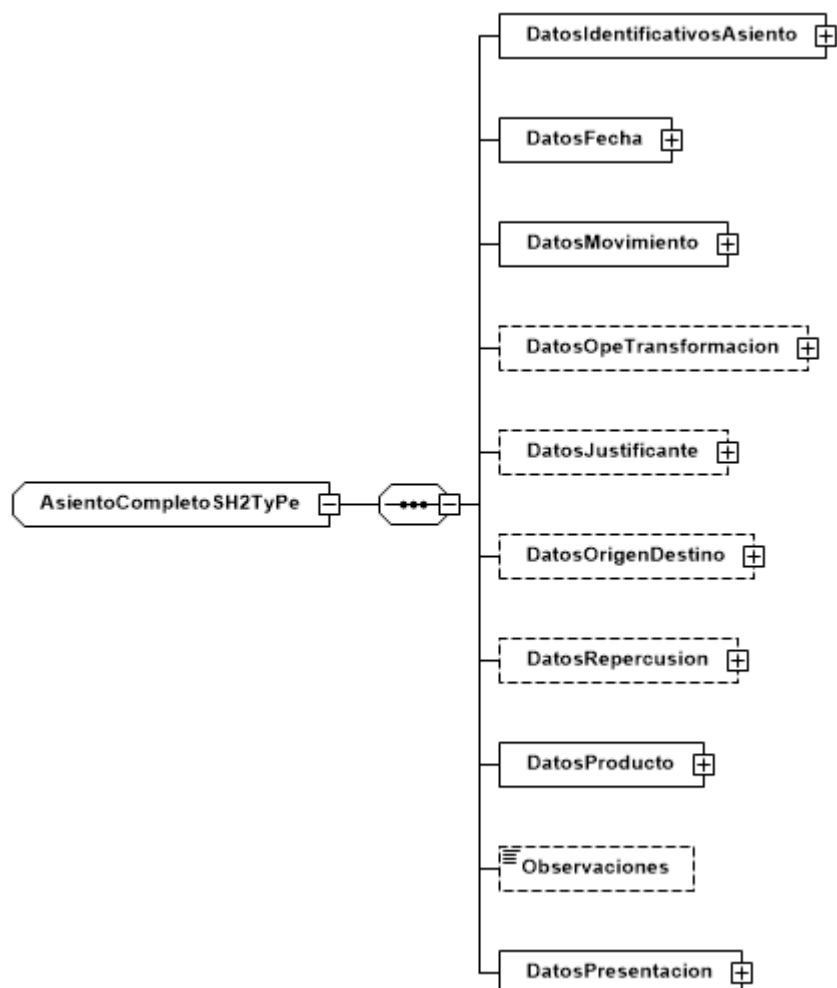 DatosIdentificativosAsiento
DatosFecha
DatosMovimiento
DatosOpeTransformacion
DatosJustificante
AsientoCompletoSH2TyPe
DatosOrigenDestino
DatosRepercusion
DatosProducto
Observaciones
DatosPresentacion